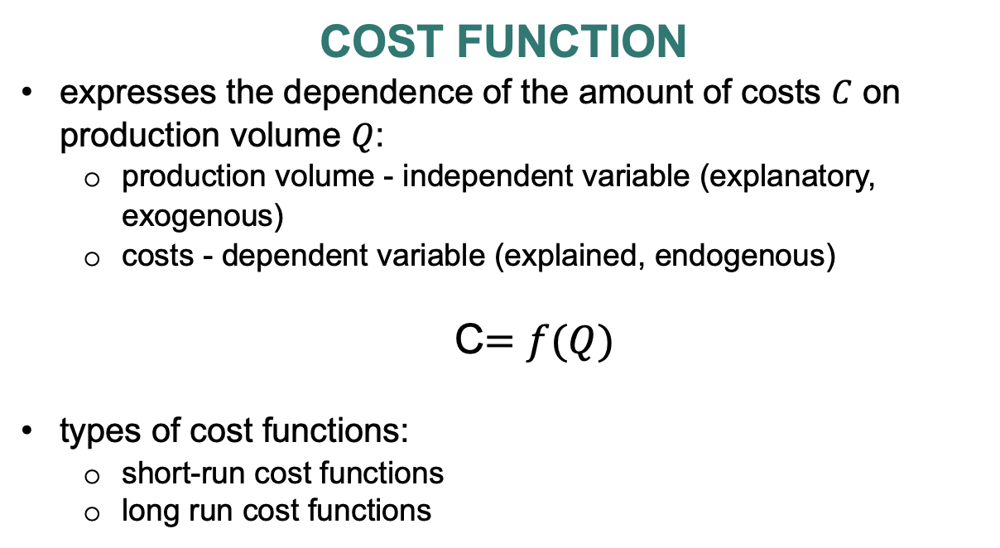 COST FUNCTION
• expresses the dependence of the amount of costs C on
production volume Q:
o production volume - independent variable (explanatory,
exogenous)
o costs - dependent variable (explained, endogenous)
C= f(Q)
• types of cost functions:
o short-run cost functions
o long run cost functions